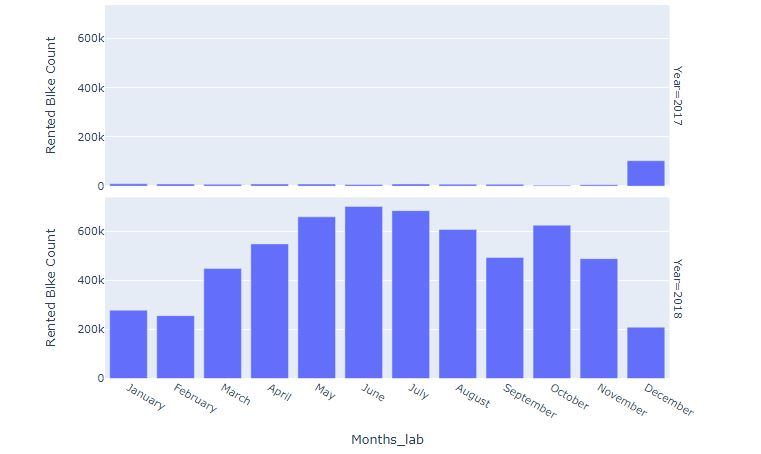 600k
400k
200k
0
Rented BIke Count
Year=2017
600k
400k
200k
0
Rented BIke Count
Year=2018
January
February
March
April
May
June
July
August
September
October
November
December
Months_lab